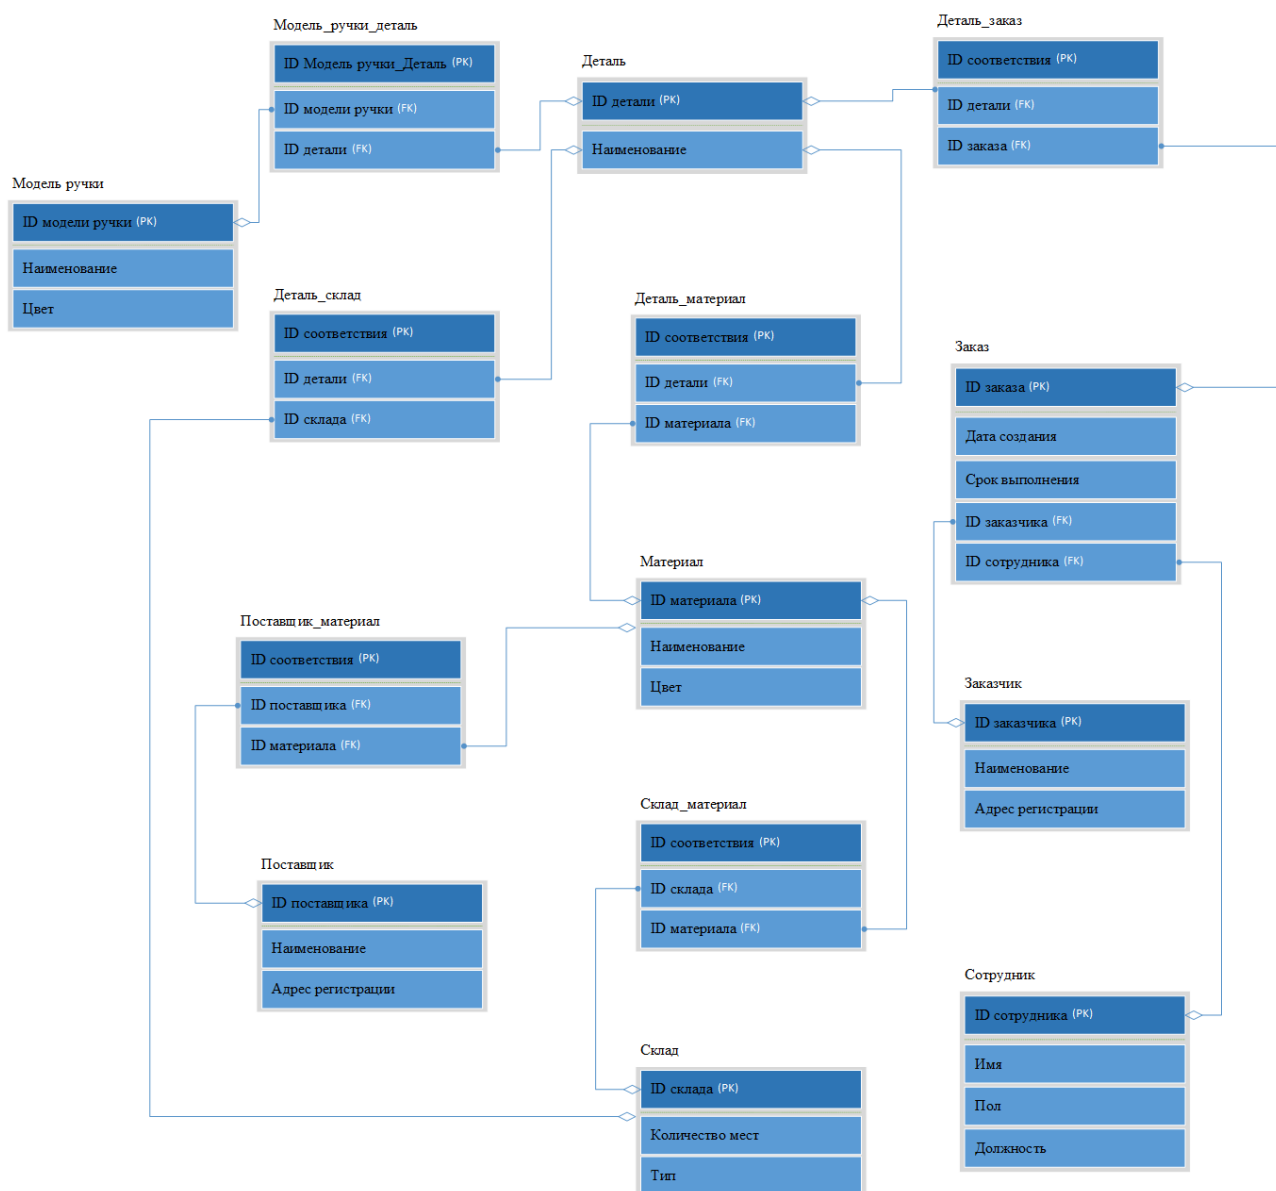 Модель_ручки_деталь
ID Модель ручки_Деталь (PK)
ID модели ручки (FK)
ID детали (FK)
Деталь
ID детали (PK)
Наименование
Деталь_заказ
ID соответствия (PK)
ID детали (FK)
ID заказа (FK)
Модель ручки
ID модели ручки (PK)
Наименование
Цвет
Деталь_склад
ID соответствия (PK)
ID детали (FK)
ID склада (FK)
Деталь_материал
ID соответствия (PK)
ID детали (FK)
ID материала (FK)
Заказ
ID заказа (PK)
Дата создания
Срок выполнения
ID заказчика (FK)
ID сотрудника (FK)
Материал
ID материала (PK)
Наименование
Цвет
Поставщик_материал
ID соответствия (PK)
ID поставщика (FK)
ID материала (FK)
Заказчик
ID заказчика (PK)
Наименование
Адрес регистрации
Склад_материал
ID соответствия (PK)
ID склада (FK)
ID материала (FK)
Поставщик
ID поставщика (PK)
Наименование
Адрес регистрации
Сотрудник
ID сотрудника (PK)
Имя
Пол
Должность
Склад
ID склада (PK)
Количество мест
Тип